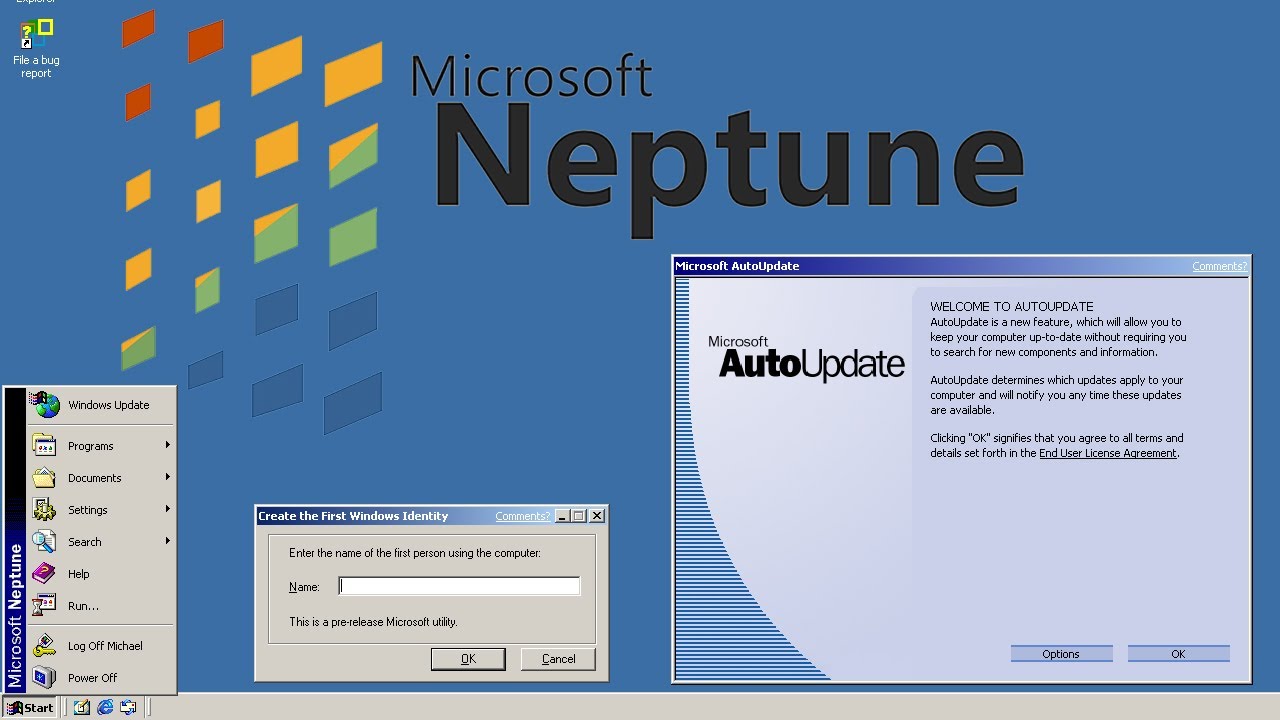 Explorer
File a bug
report
Microsoft
Neptune
Microsoft AutoUpdate
Comments?
Microsoft
AutoUpdate
WELCOME TO AUTOUPDATE
AutoUpdate is a new feature, which will allow you to
keep your computer up-to-date without requiring you
to search for new components and information.
AutoUpdate determines which updates apply to your
computer and will notify you any time these updates
are available.
Clicking "OK" signifies that you agree to all terms and
details set forth in the End User License Agreement.
Options
OK
Windows Update
Programs
Documents
Settings
Search
Help
Run...
Log Off Michael
Power Off
Microsoft Neptune
Create the First Windows Identity
Comments?
Enter the name of the first person using the computer:
Name:
This is a pre-release Microsoft utility.
OK
Cancel
Start